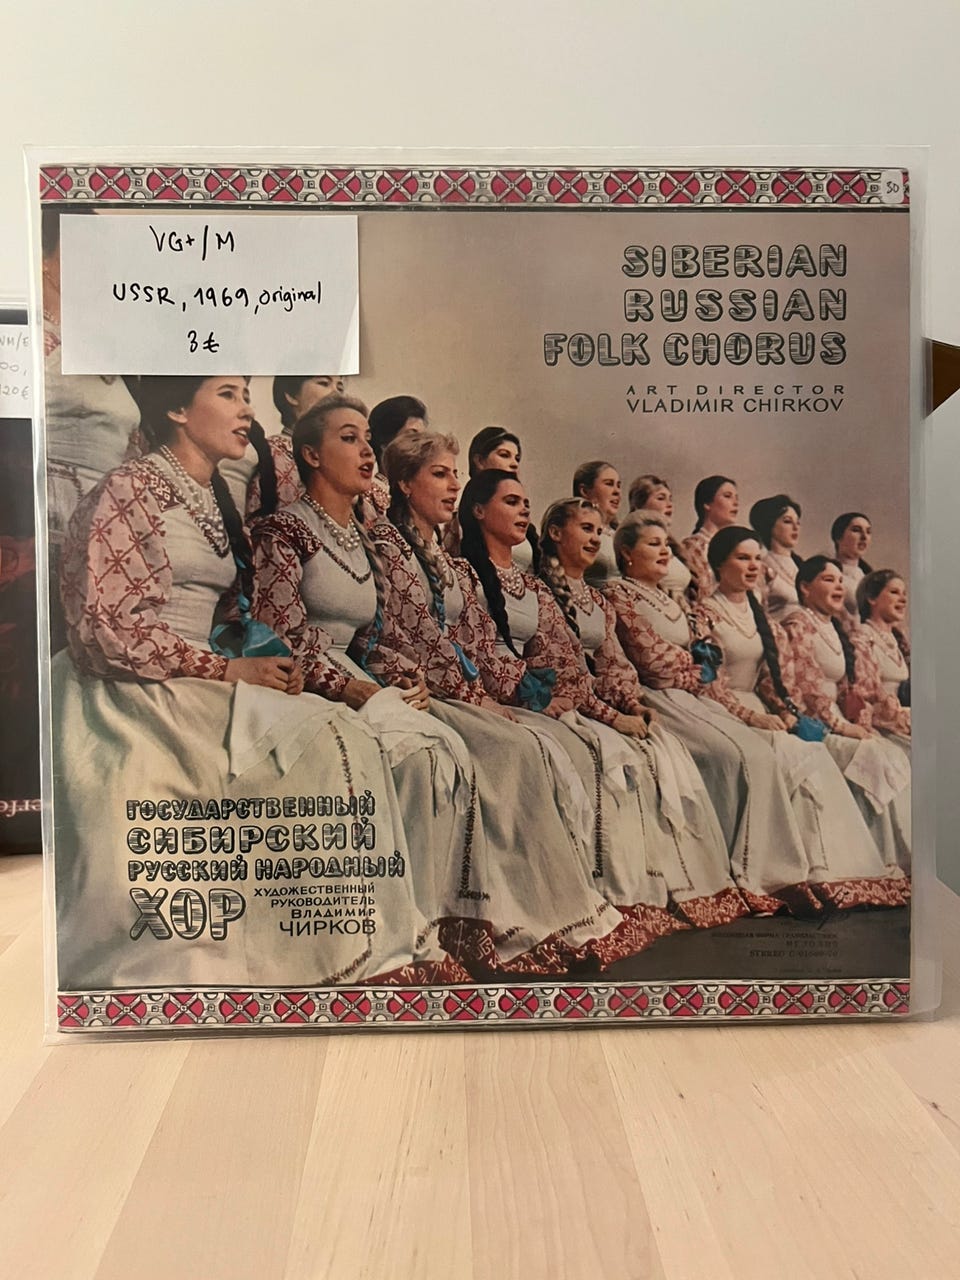 VG+/M
USSR, 1969, original
3€
30
SIBERIAN
RUSSIAN
FOLK CHORUS
ART DIRECTOR
VLADIMIR CHIRKOV
ГОСУДАРСТВЕННЫЙ
СИБИРСКИЙ
РУССКИЙ НАРОДНЫЙ
ХОР
ХУДОЖЕСТВЕННЫЙ
РУКОВОДИТЕЛЬ
ВЛАДИМИР
ЧИРКОВ
МЕЛОДИЯ
STEREO